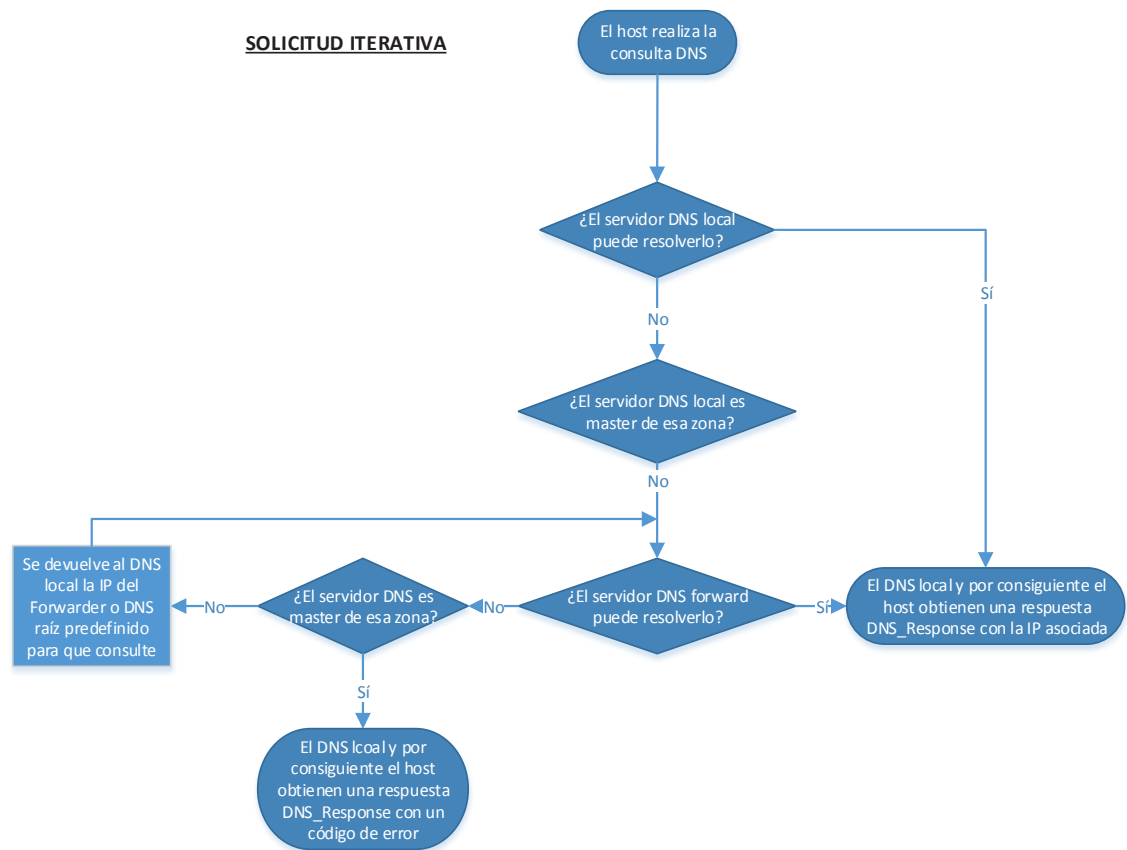 SOLICITUD ITERATIVA
El host realiza la
consulta DNS
¿El servidor DNS local
puede resolverlo?
Sí
No
¿El servidor DNS local es
master de esa zona?
No
Se devuelve al DNS
local la IP del
Forwarder o DNS
raíz predefinido
para que consulte
No
¿El servidor DNS es
master de esa zona?
No
¿El servidor DNS forward
puede resolverlo?
Sí
El DNS local y por consiguiente el
host obtienen una respuesta
DNS_Response con la IP asociada
Sí
El DNS lcoal y por
consiguiente el host
obtienen una respuesta
DNS_Response con un
código de error